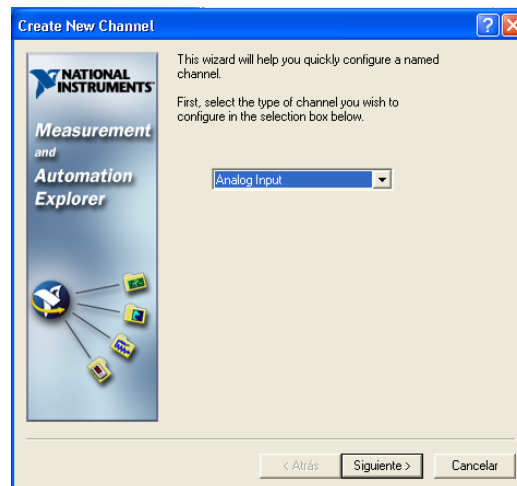 Create New Channel
NATIONAL
INSTRUMENTS
Measurement
and
Automation
Explorer
This wizard will help you quickly configure a named
channel.
First, select the type of channel you wish to
configure in the selection box below.
Analog Input
< Atrás
Siguiente >
Cancelar